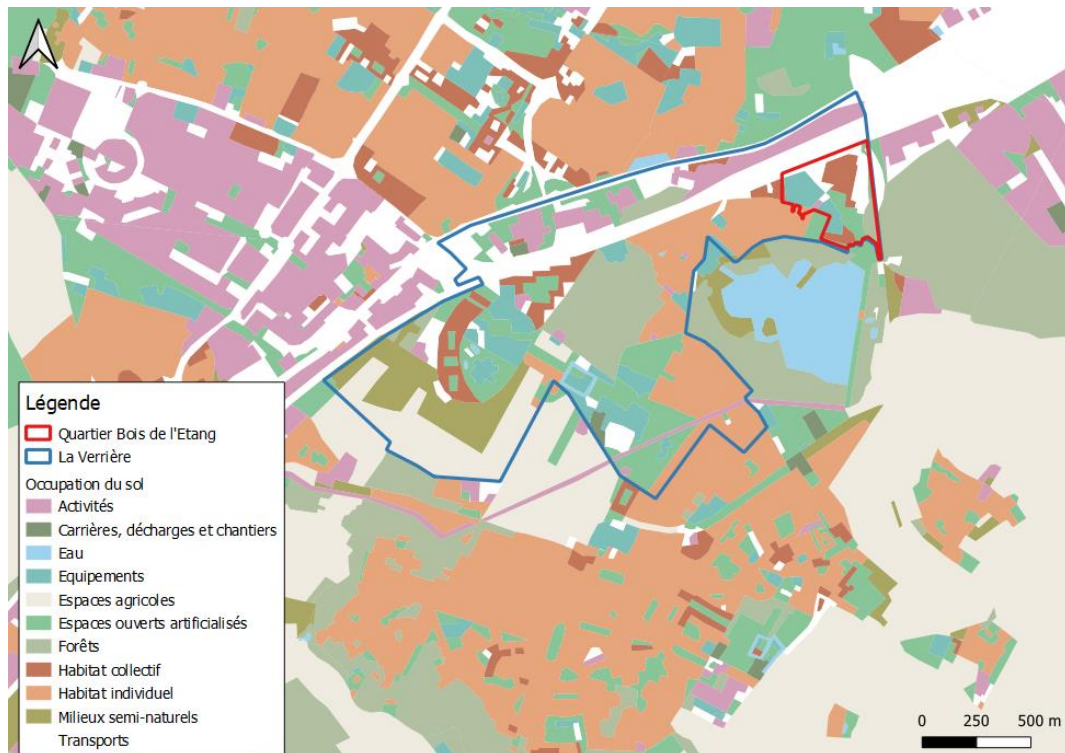 Légende
Quartier Bois de l'Etang
La Verrière
Occupation du sol
Activités
Carrières, décharges et chantiers
Eau
Equipements
Espaces agricoles
Espaces ouverts artificialisés
Forêts
Habitat collectif
Habitat individuel
Milieux semi-naturels
Transports
0 250 500 m